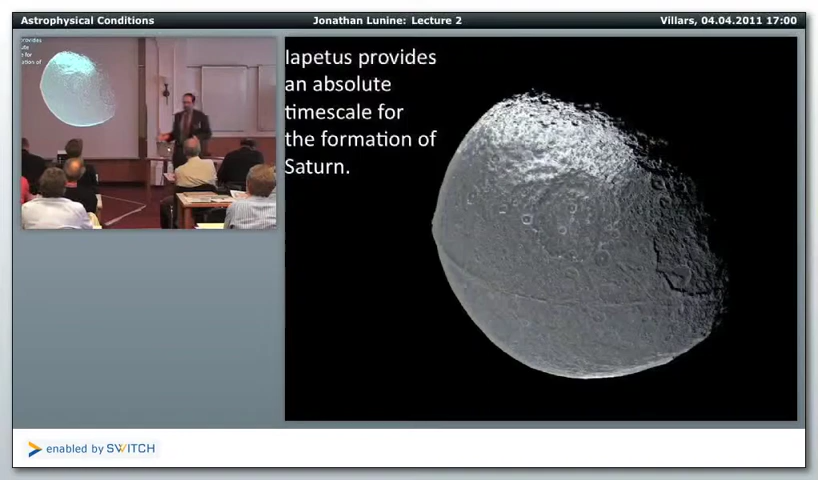 Astrophysical Conditions
Jonathan Lunine: Lecture 2
Villars, 04.04.2011 17:00
Iapetus provides
an absolute
timescale for
the formation of
Saturn.
enabled by SWITCH